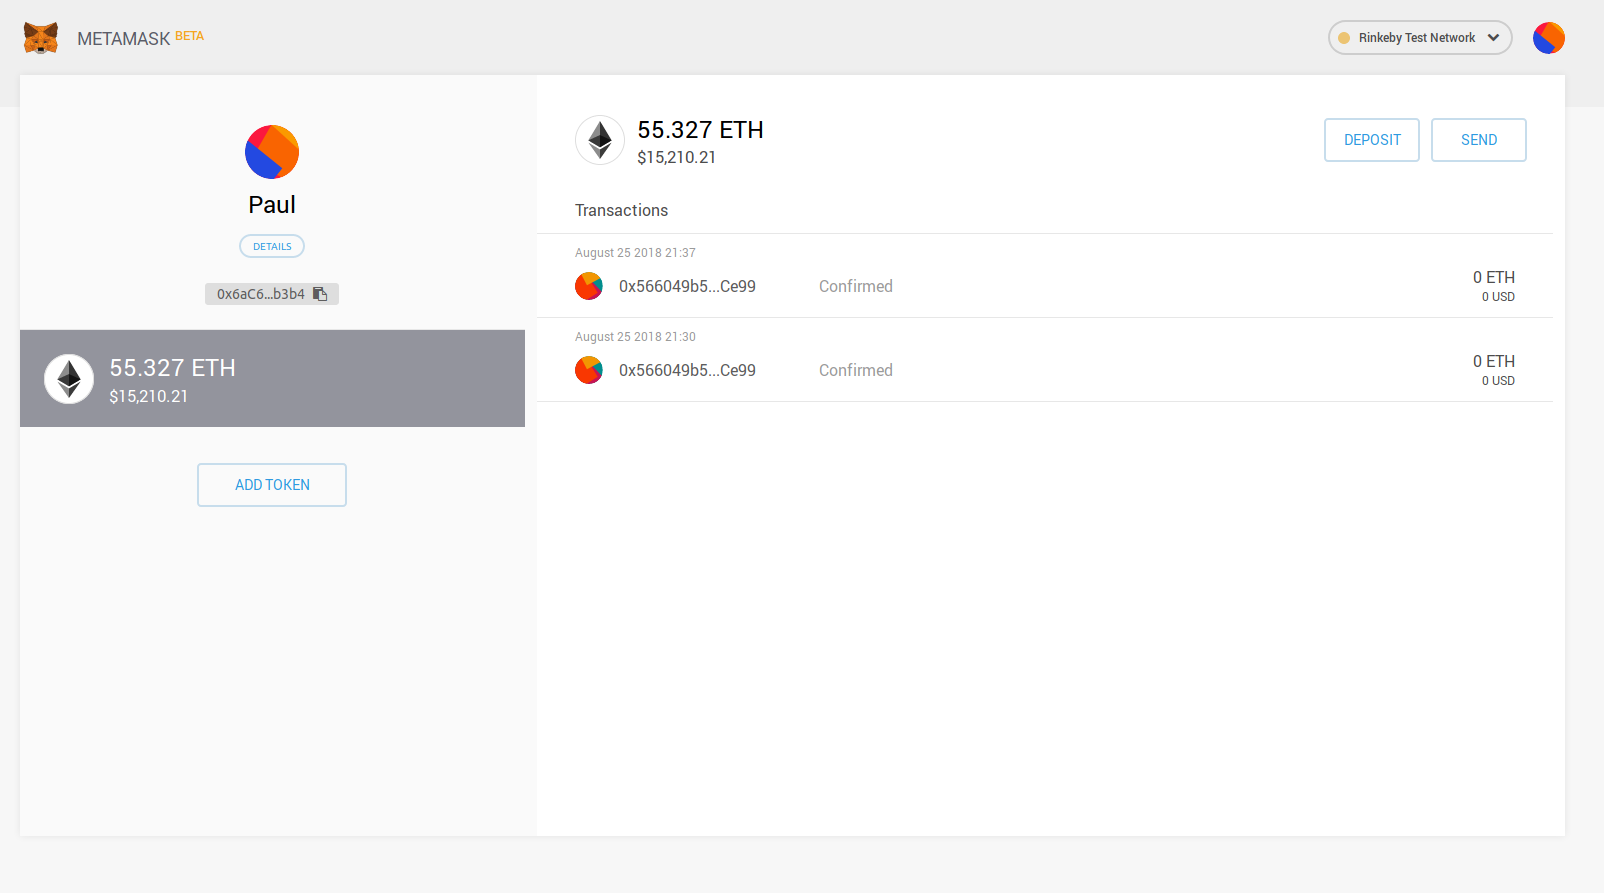 METAMASK BETA
Rinkeby Test Network
Paul
DETAILS
0x6aC6...b3b4
55.327 ETH
$15,210.21
ADD TOKEN
55.327 ETH
$15,210.21
DEPOSIT
SEND
Transactions
August 25 2018 21:37
0x566049b5...Ce99 Confirmed 0 ETH
0 USD
August 25 2018 21:30
0x566049b5...Ce99 Confirmed 0 ETH
0 USD